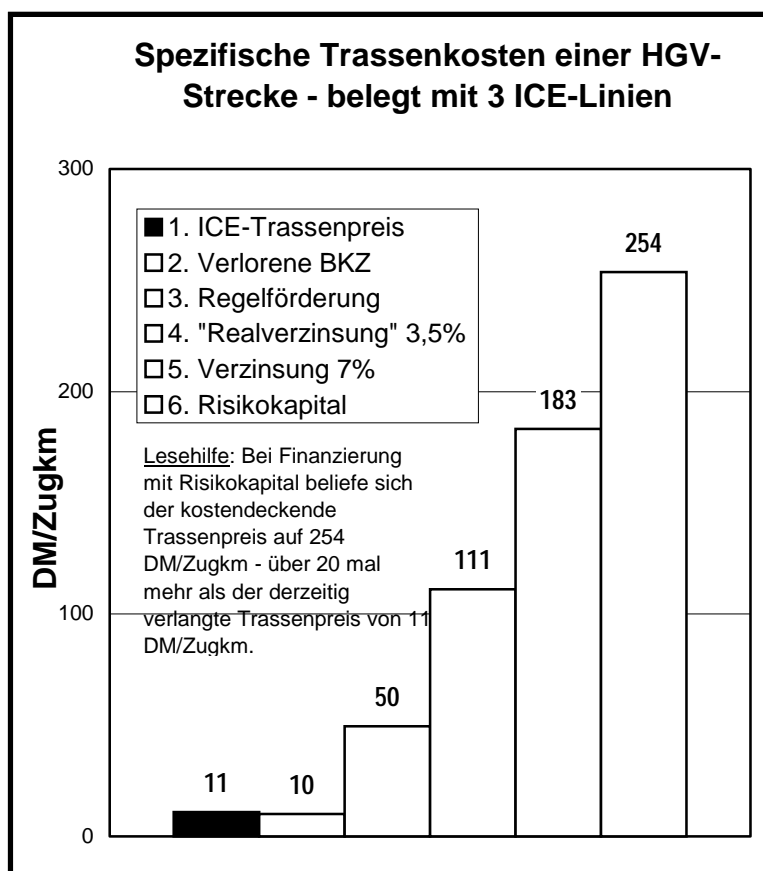 Spezifische Trassenkosten einer HGV-
Strecke - belegt mit 3 ICE-Linien
300
1. ICE-Trassenpreis
2. Verlorene BKZ
3. Regelförderung
4. "Realverzinsung" 3,5%
5. Verzinsung 7%
6. Risikokapital
254
200
183
Lesehilfe: Bei Finanzierung
mit Risikokapital beliefe sich
der kostendeckende
Trassenpreis auf 254
DM/Zugkm - über 20 mal
mehr als der derzeitig
verlangte Trassenpreis von 11
DM/Zugkm.
DM/Zugkm
111
100
50
11
10
0